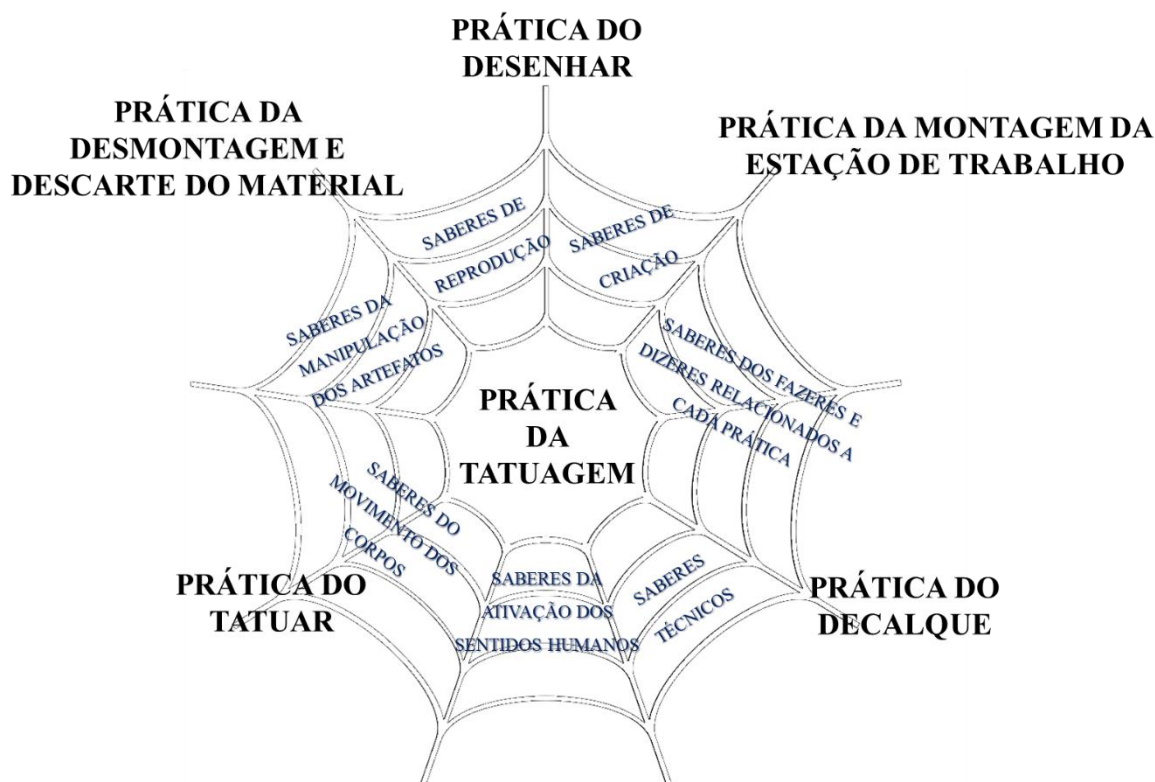 PRÁTICA DO
DESENHAR
PRÁTICA DA
DESMONTAGEM E
DESCARTE DO MATERIAL
PRÁTICA DA MONTAGEM DA
ESTAÇÃO DE TRABALHO
SABERES DE
REPRODUÇÃO
SABERES DE
CRIAÇÃO
SABERES DA
MANIPULAÇÃO
DOS ARTEFATOS
SABERES DOS FAZERES E
DIZERES RELACIONADOS A
CADA PRÁTICA
PRÁTICA
DA
TATUAGEM
SABERES DO
MOVIMENTO DOS
CORPOS
SABERES DA
ATIVAÇÃO DOS
SENTIDOS HUMANOS
SABERES
TÉCNICOS
PRÁTICA DO
TATUAR
PRÁTICA DO
DECALQUE